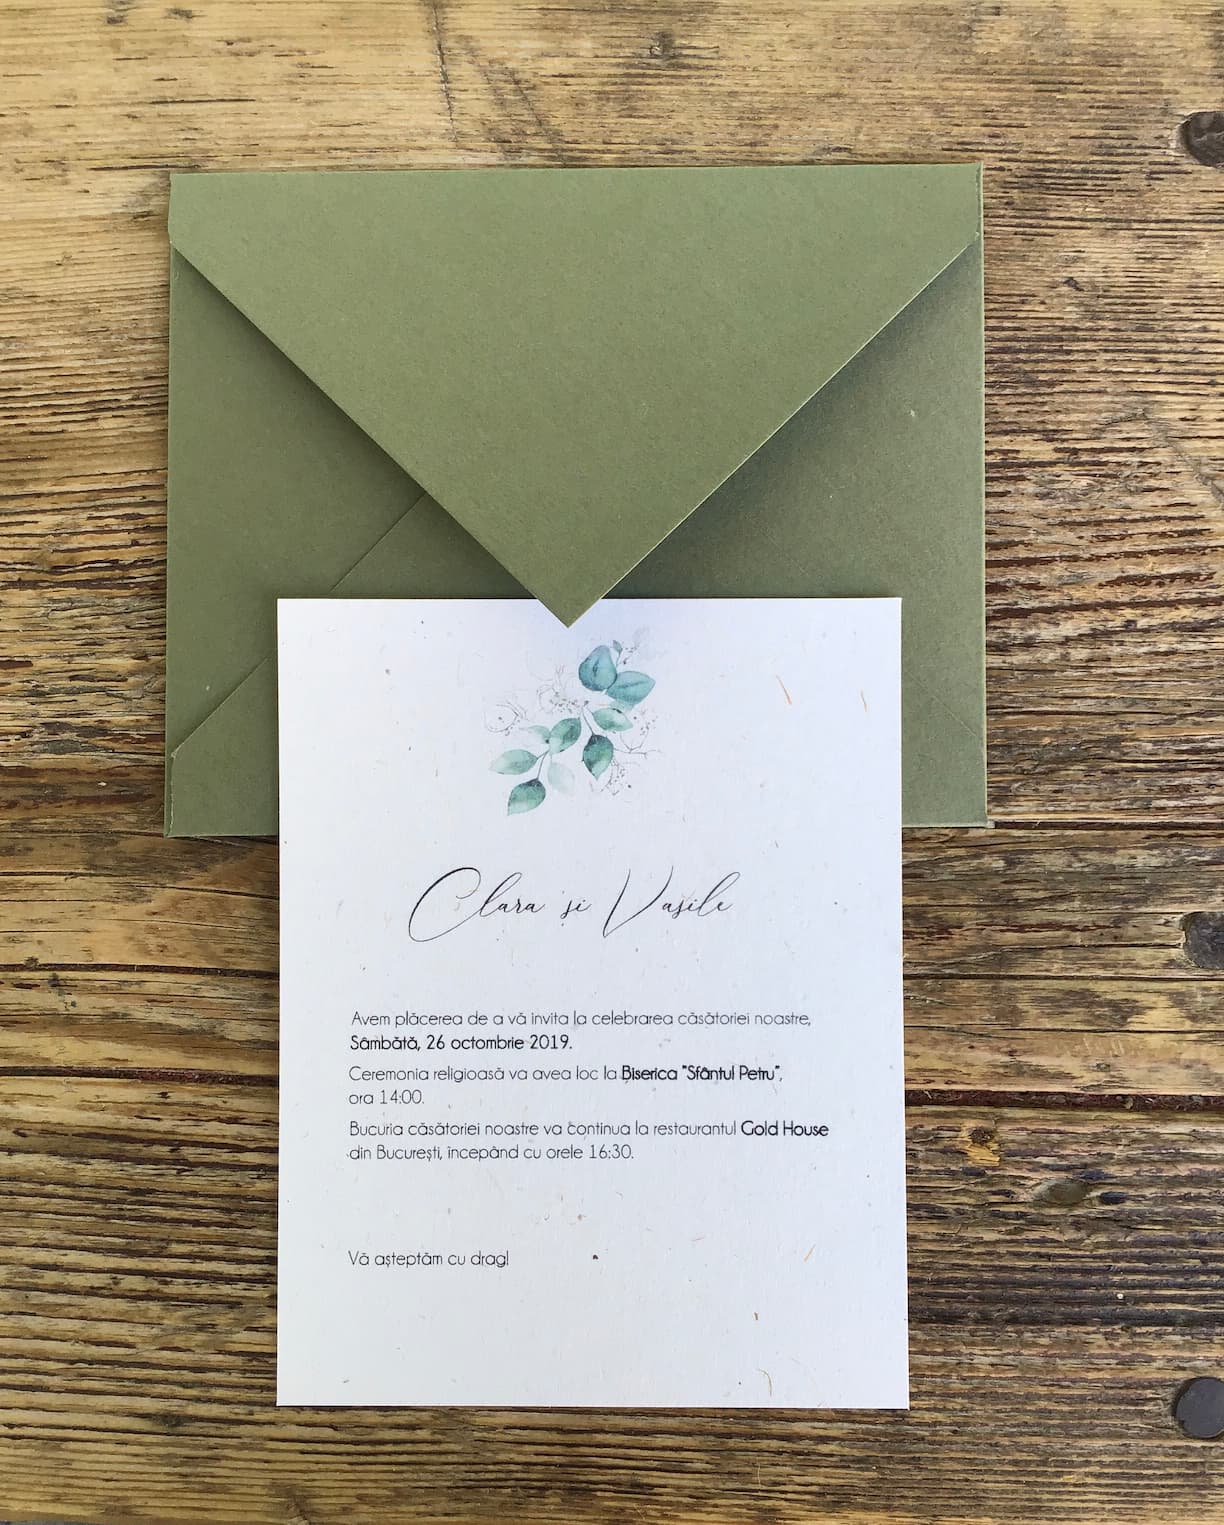 Clara și Vasile
Avem plăcerea de a vă invita la celebrarea căsătoriei noastre,
Sâmbătă, 26 octombrie 2019.
Ceremonia religioasă va avea loc la Biserica "Sfântul Petru",
ora 14:00.
Bucuria căsătoriei noastre va continua la restaurantul Gold House
din București, începând cu orele 16:30.
Vă așteptăm cu drag!